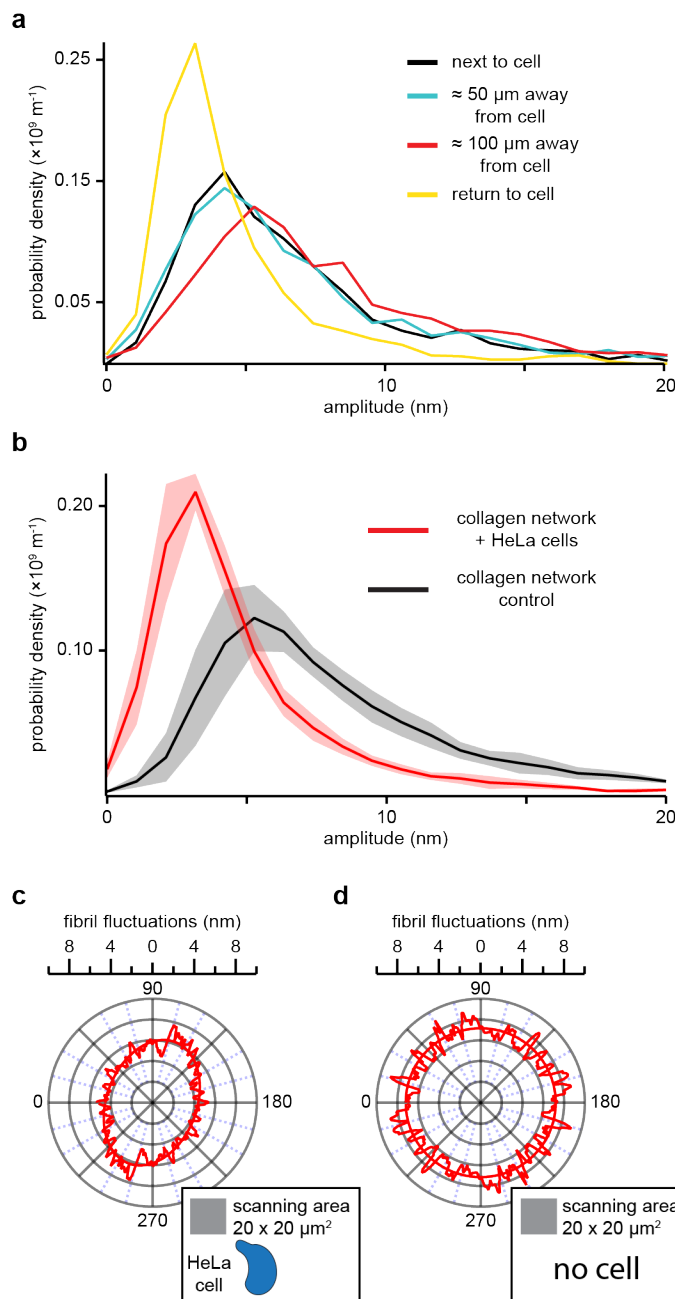 a
probability density (×10⁹ m⁻¹)
0.25
0.15
0.05
next to cell
≈ 50 µm away
from cell
≈ 100 µm away
from cell
return to cell
0
10
20
amplitude (nm)
b
probability density (×10⁹ m⁻¹)
0.20
0.10
collagen network
+ HeLa cells
collagen network
control
0
10
20
amplitude (nm)
c
fibril fluctuations (nm)
8 4 0 4 8
90
0
180
270
scanning area
20 x 20 µm²
HeLa
cell
d
fibril fluctuations (nm)
8 4 0 4 8
90
0
180
270
scanning area
20 x 20 µm²
no cell